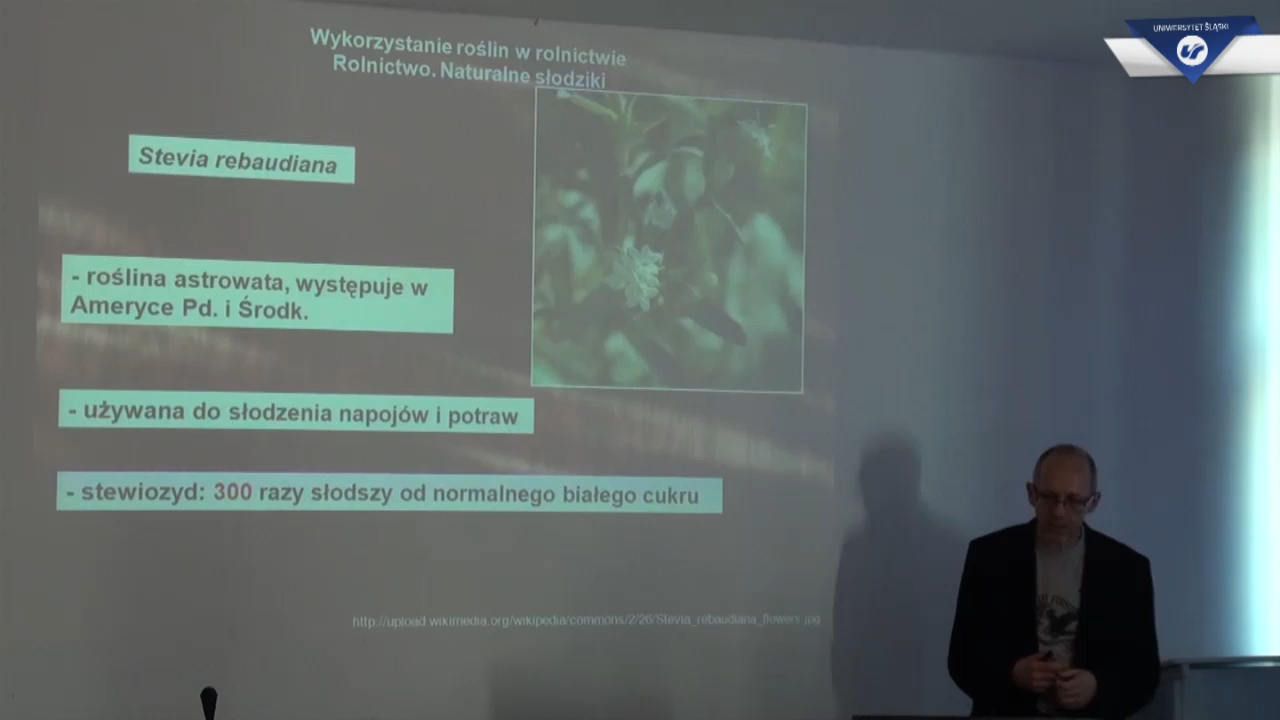 Wykorzystanie roślin w rolnictwie
Rolnictwo. Naturalne słodziki
Stevia rebaudiana
- roślina astrowata, występuje w
Ameryce Pd. i Środk.
- używana do słodzenia napojów i potraw
- stewiozyd: 300 razy słodszy od normalnego białego cukru
http://upload.wikimedia.org/wikipedia/commons/2/26/Stevia_rebaudiana_flowers.jpg
UNIWERSYTET ŚLĄSKI